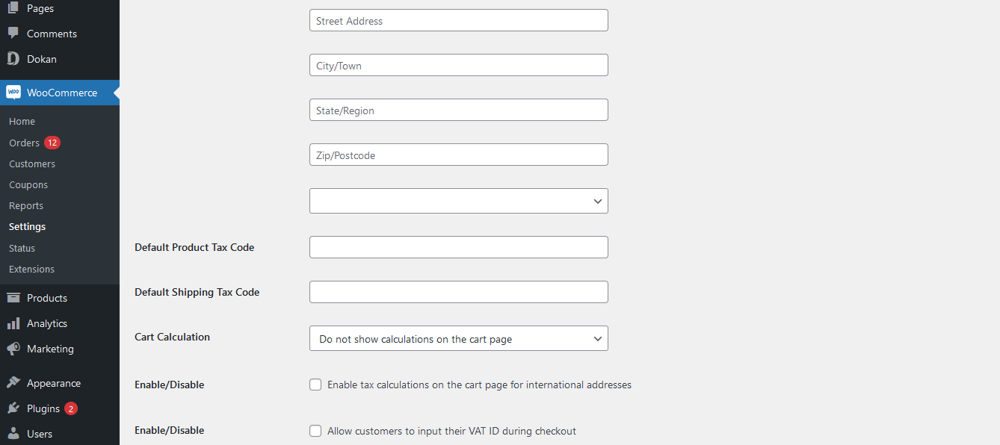 Pages
Comments
Dokan
WOO WooCommerce
Home
Orders 12
Customers
Coupons
Reports
Settings
Status
Extensions
Products
Analytics
Marketing
Appearance
Plugins 2
Users
Street Address
City/Town
State/Region
Zip/Postcode
Default Product Tax Code
Default Shipping Tax Code
Cart Calculation Do not show calculations on the cart page
Enable/Disable Enable tax calculations on the cart page for international addresses
Enable/Disable Allow customers to input their VAT ID during checkout